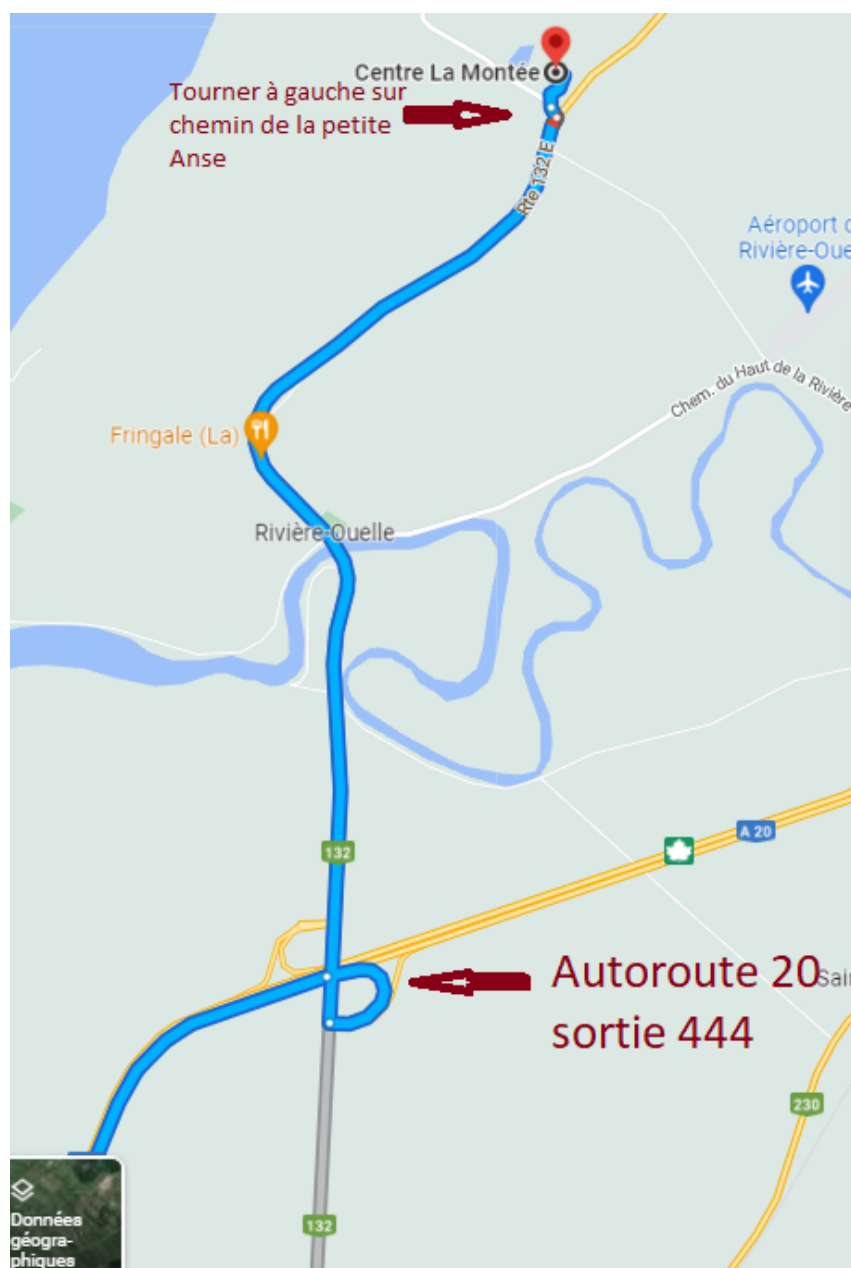 Centre La Montée
Tourner à gauche sur
chemin de la petite
Anse
Rte 132 E
Aéroport d
Rivière-Oue
Chem. du Haut de la Rivière
Fringale (La)
Rivière-Ouelle
132
A 20
Autoroute 20
sortie 444
Sain
230
132
Données
géogra-
phiques